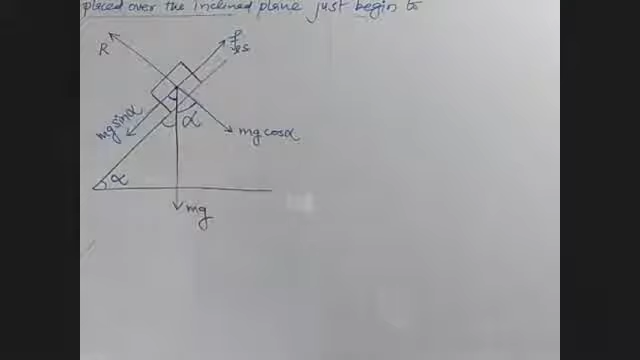 placed over the inclined plane just begin to
R
fs
mg sinα
α
mg cosα
α
mg